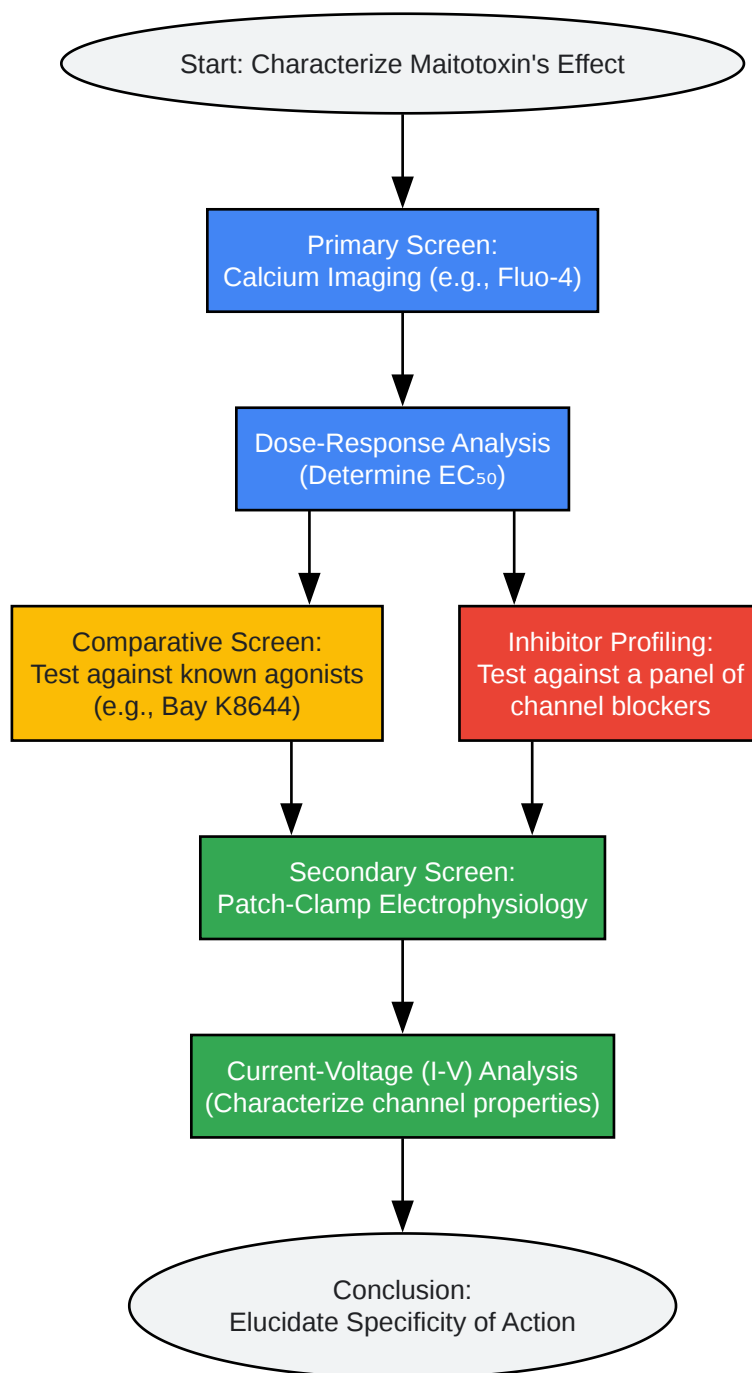 Start: Characterize Maitotoxin's Effect
Primary Screen:
Calcium Imaging (e.g., Fluo-4)
Dose-Response Analysis
(Determine EC₅₀)
Comparative Screen:
Test against known agonists
(e.g., Bay K8644)
Inhibitor Profiling:
Test against a panel of
channel blockers
Secondary Screen:
Patch-Clamp Electrophysiology
Current-Voltage (I-V) Analysis
(Characterize channel properties)
Conclusion:
Elucidate Specificity of Action